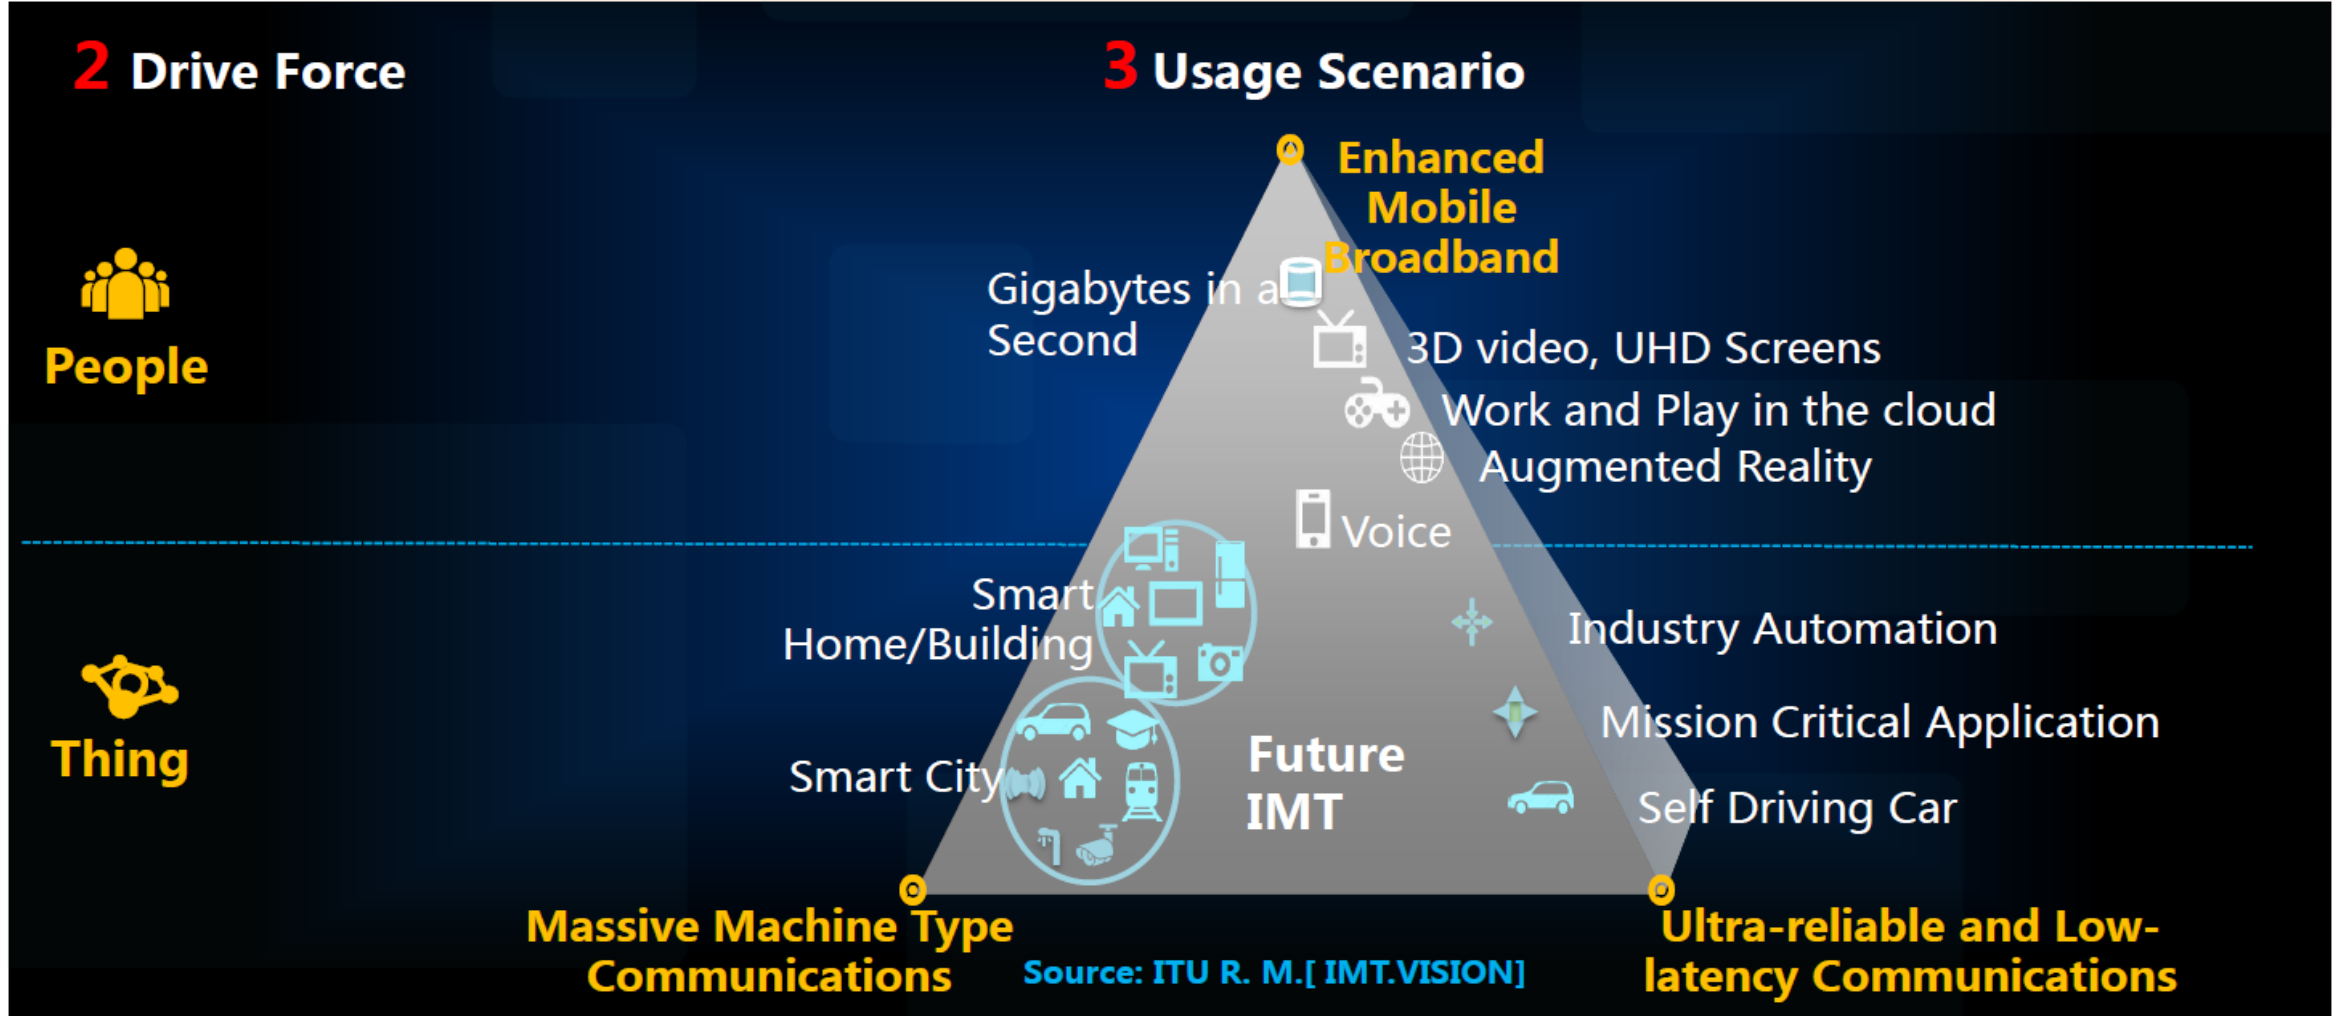 2 Drive Force
3 Usage Scenario
Enhanced
Mobile
Broadband
Gigabytes in a
Second
3D video, UHD Screens
People
Work and Play in the cloud
Augmented Reality
Voice
Smart
Home/Building
Industry Automation
Thing
Mission Critical Application
Smart City
Future
IMT
Self Driving Car
Massive Machine Type
Communications
Source: ITU R. M.[ IMT.VISION]
Ultra-reliable and Low-
latency Communications